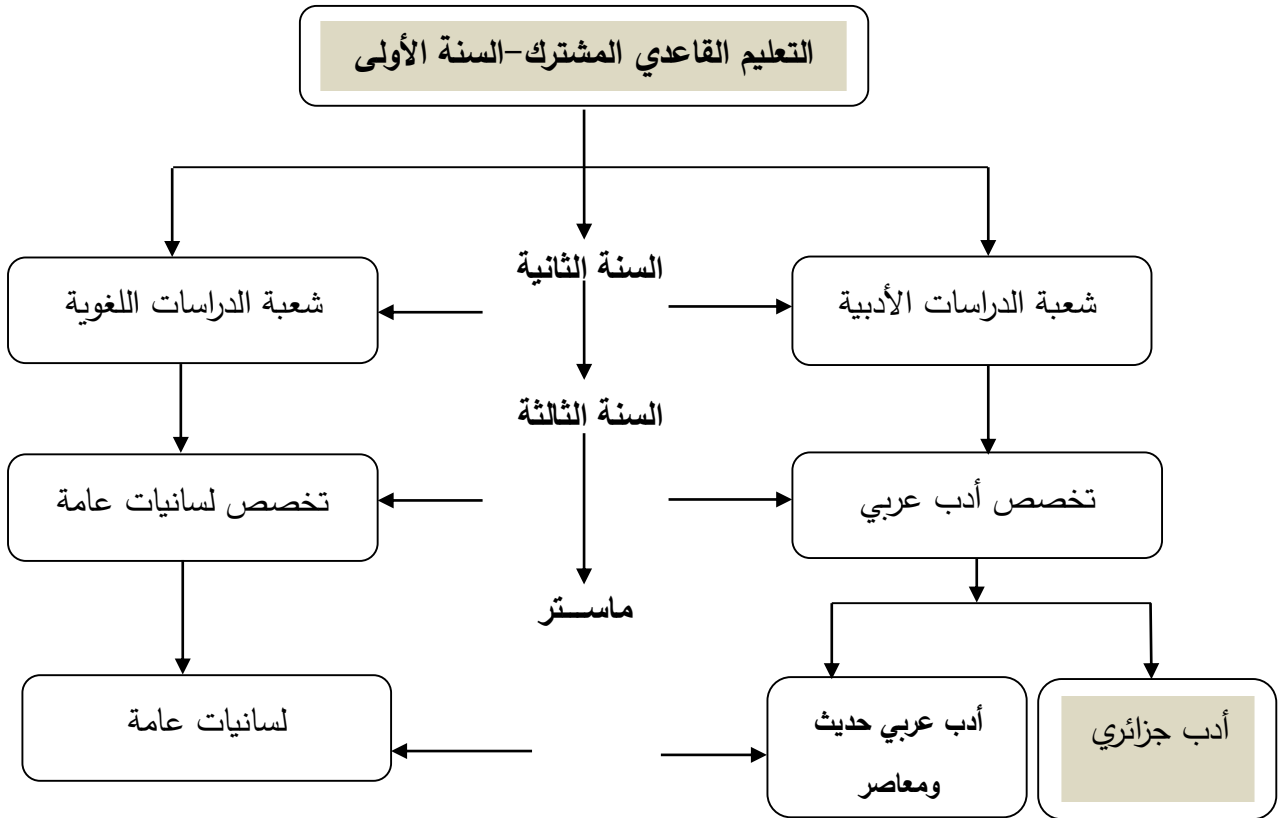 التعليم القاعدي المشترك-السنة الأولى
السنة الثانية
شعبة الدراسات الأدبية
شعبة الدراسات اللغوية
السنة الثالثة
تخصص أدب عربي
تخصص لسانيات عامة
ماســـتر
أدب جزائري
أدب عربي حديث
ومعاصر
لسانيات عامة